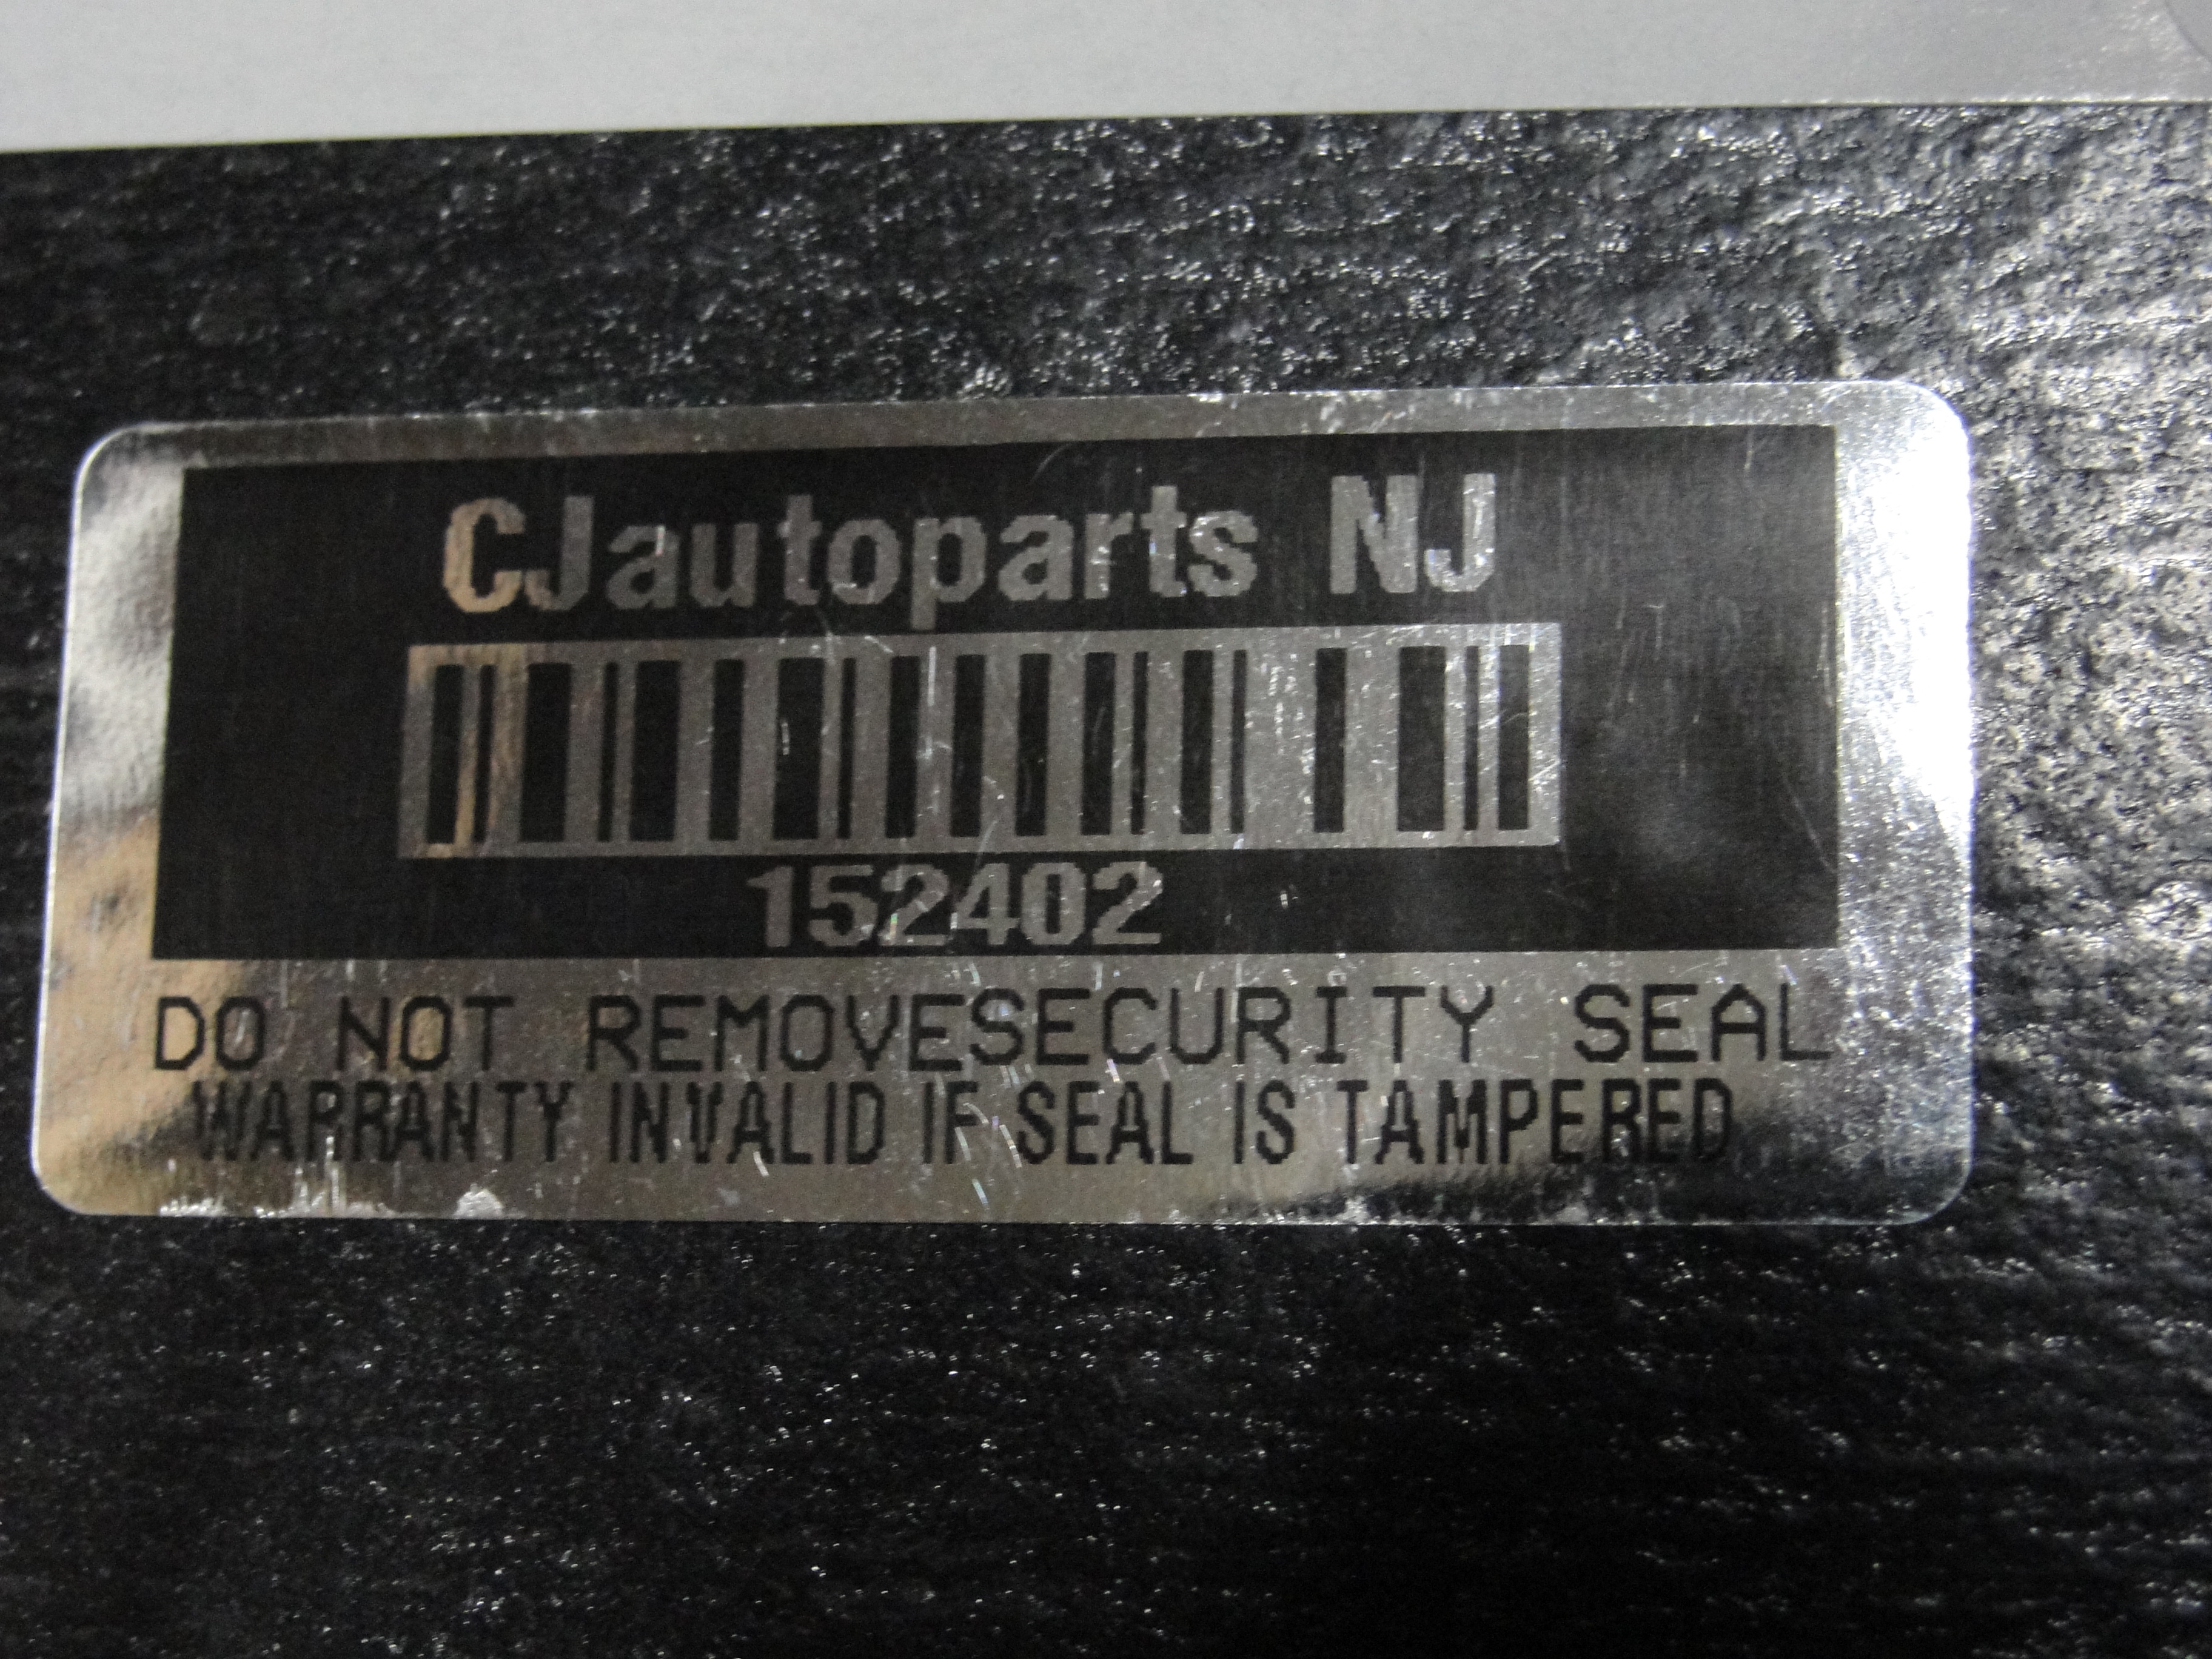 CJautoparts NJ
152402
DO NOT REMOVESECURITY SEAL
WARRANTY INVALID IF SEAL IS TAMPERED